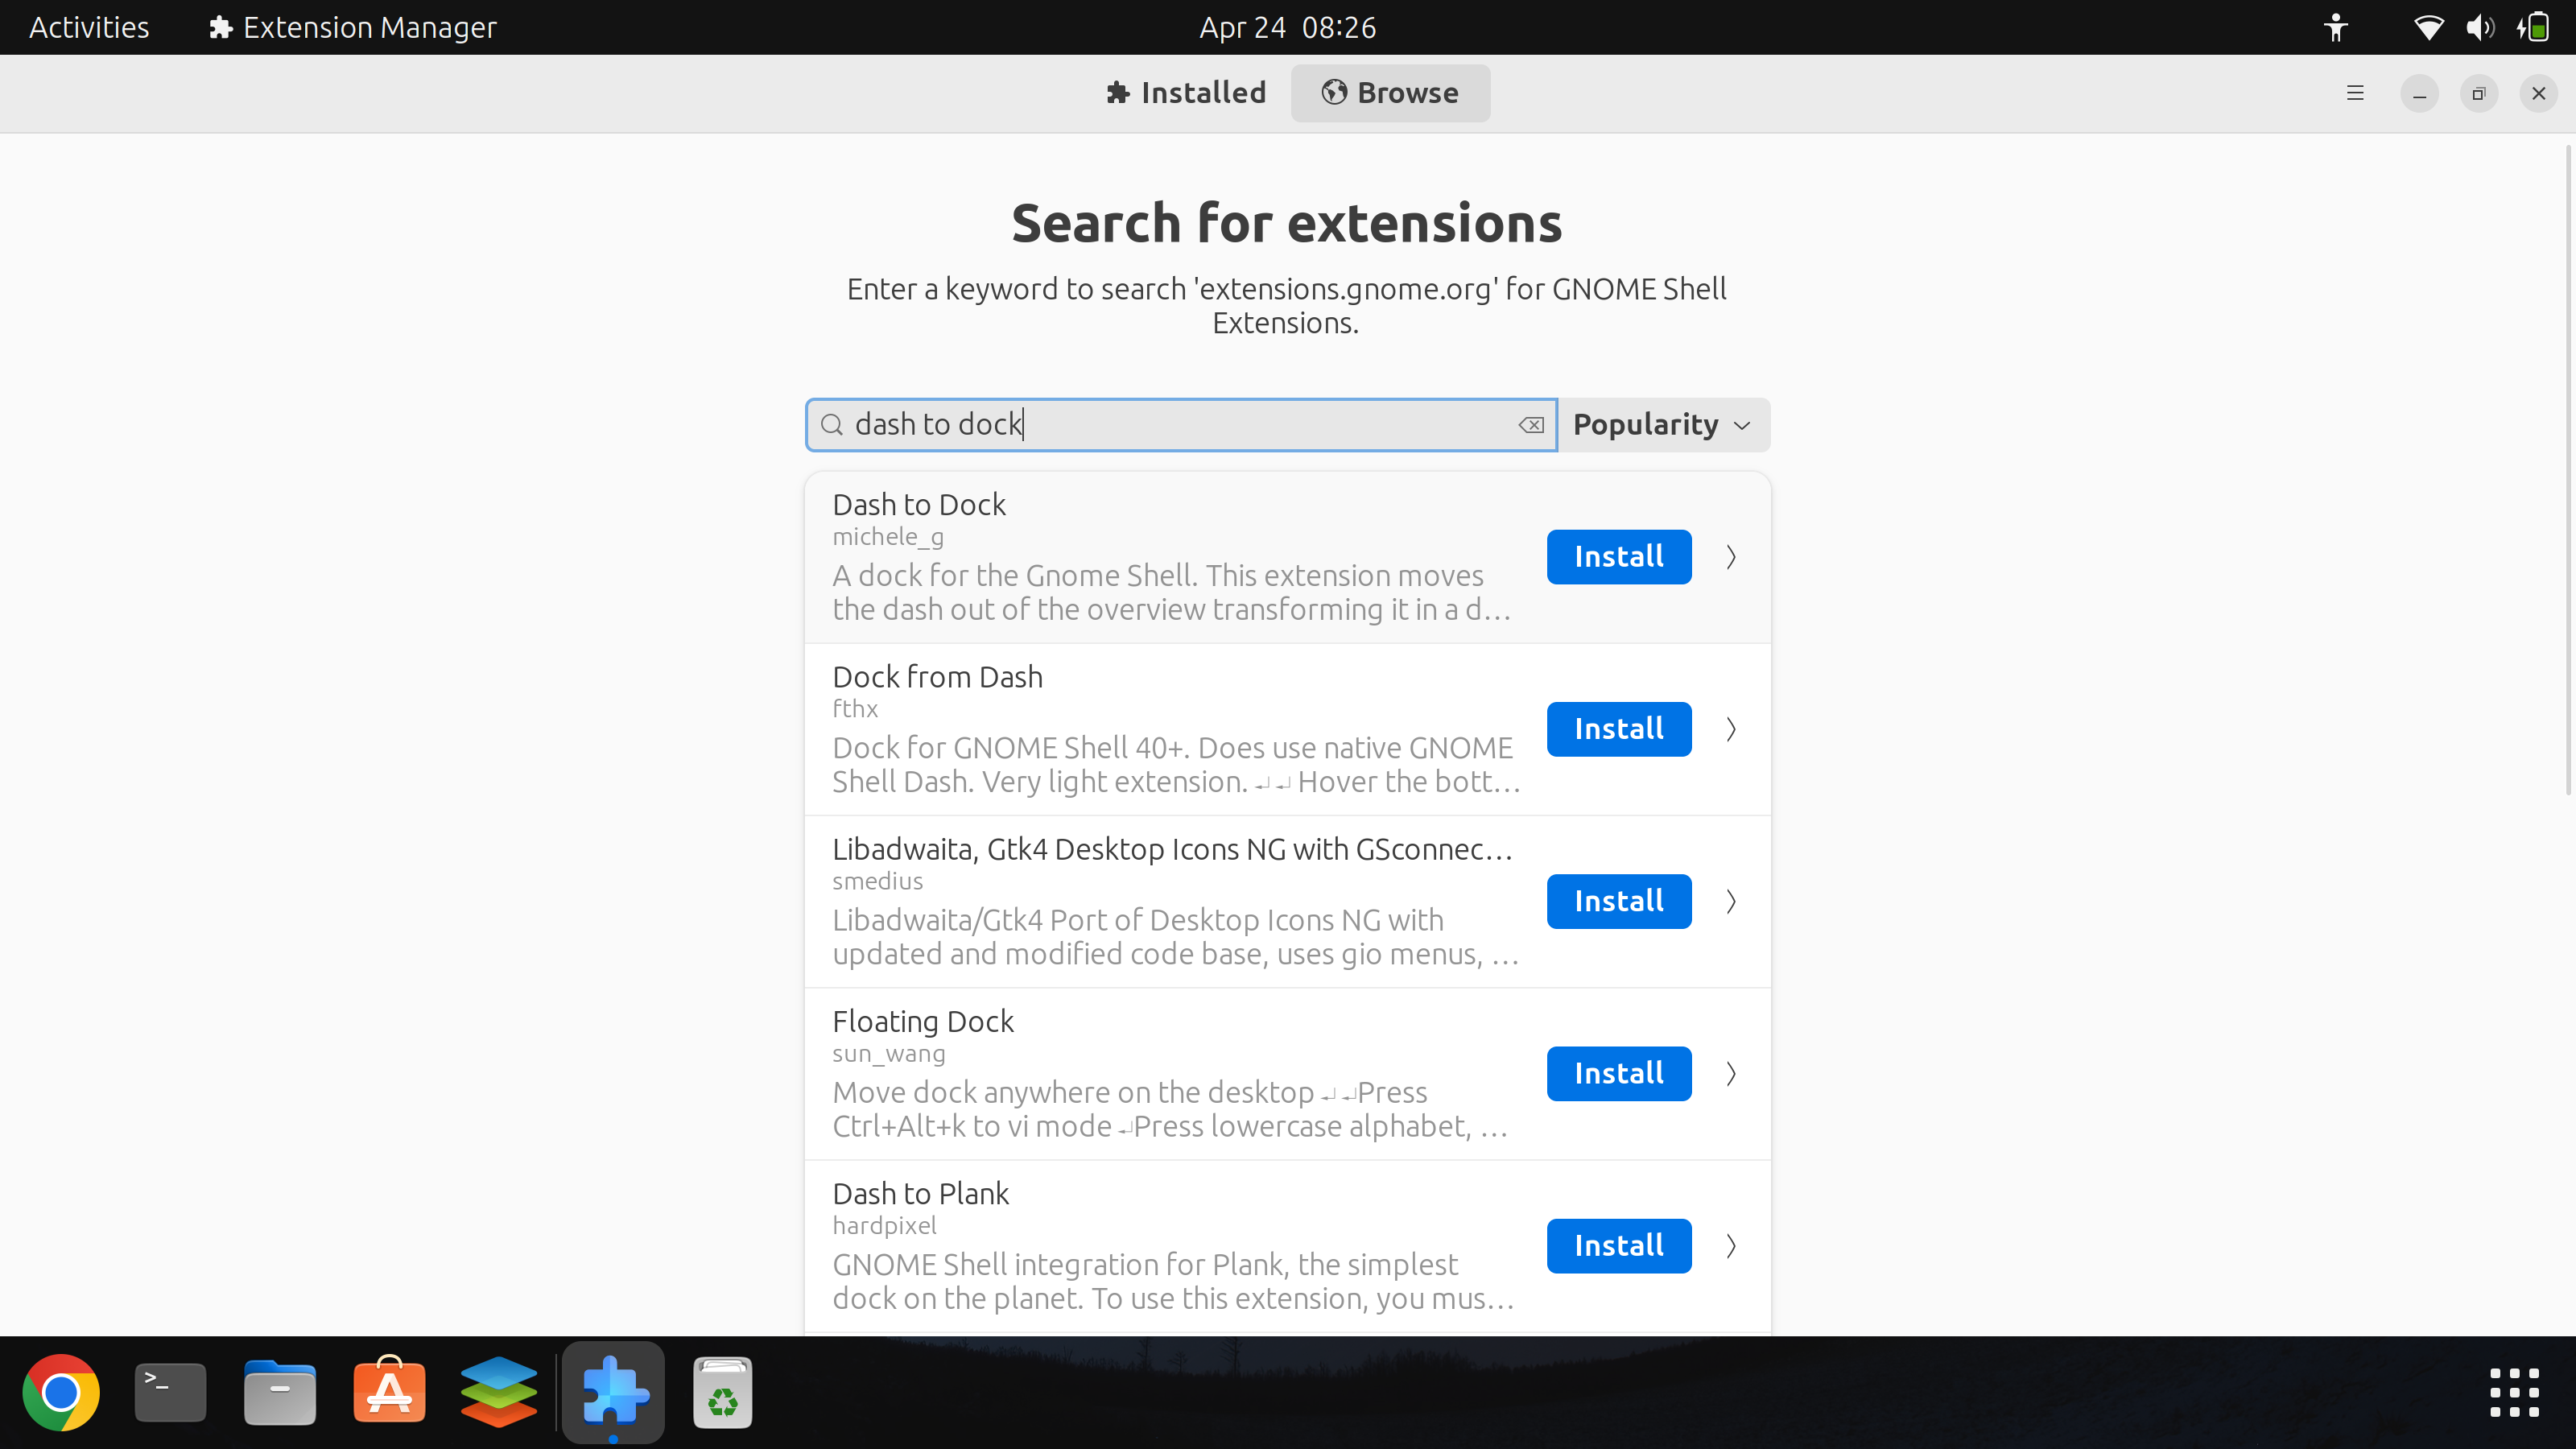 Activities
Extension Manager
Apr 24 08:26
Installed
Browse
Search for extensions
Enter a keyword to search 'extensions.gnome.org' for GNOME Shell
Extensions.
dash to dock
Popularity
Dash to Dock
michele_g
A dock for the Gnome Shell. This extension moves
the dash out of the overview transforming it in a d…
Install
Dock from Dash
fthx
Dock for GNOME Shell 40+. Does use native GNOME
Shell Dash. Very light extension.↵↵Hover the bott…
Install
Libadwaita, Gtk4 Desktop Icons NG with GSconnec…
smedius
Libadwaita/Gtk4 Port of Desktop Icons NG with
updated and modified code base, uses gio menus, …
Install
Floating Dock
sun_wang
Move dock anywhere on the desktop↵↵Press
Ctrl+Alt+k to vi mode↵Press lowercase alphabet, …
Install
Dash to Plank
hardpixel
GNOME Shell integration for Plank, the simplest
dock on the planet. To use this extension, you mus…
Install